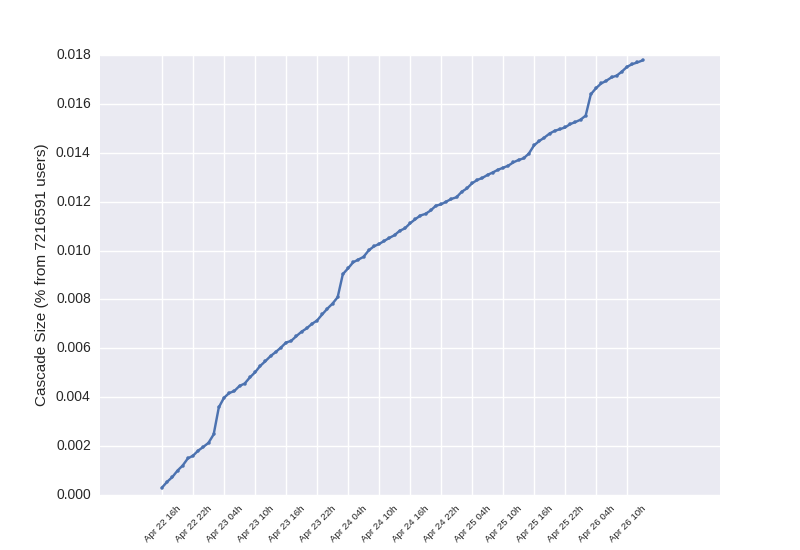 0.018
0.016
0.014
0.012
0.010
0.008
0.006
0.004
0.002
0.000
Cascade Size (% from 7216591 users)
Apr 22 16h
Apr 22 22h
Apr 23 04h
Apr 23 10h
Apr 23 16h
Apr 23 22h
Apr 24 04h
Apr 24 10h
Apr 24 16h
Apr 24 22h
Apr 25 04h
Apr 25 10h
Apr 25 16h
Apr 25 22h
Apr 26 04h
Apr 26 10h